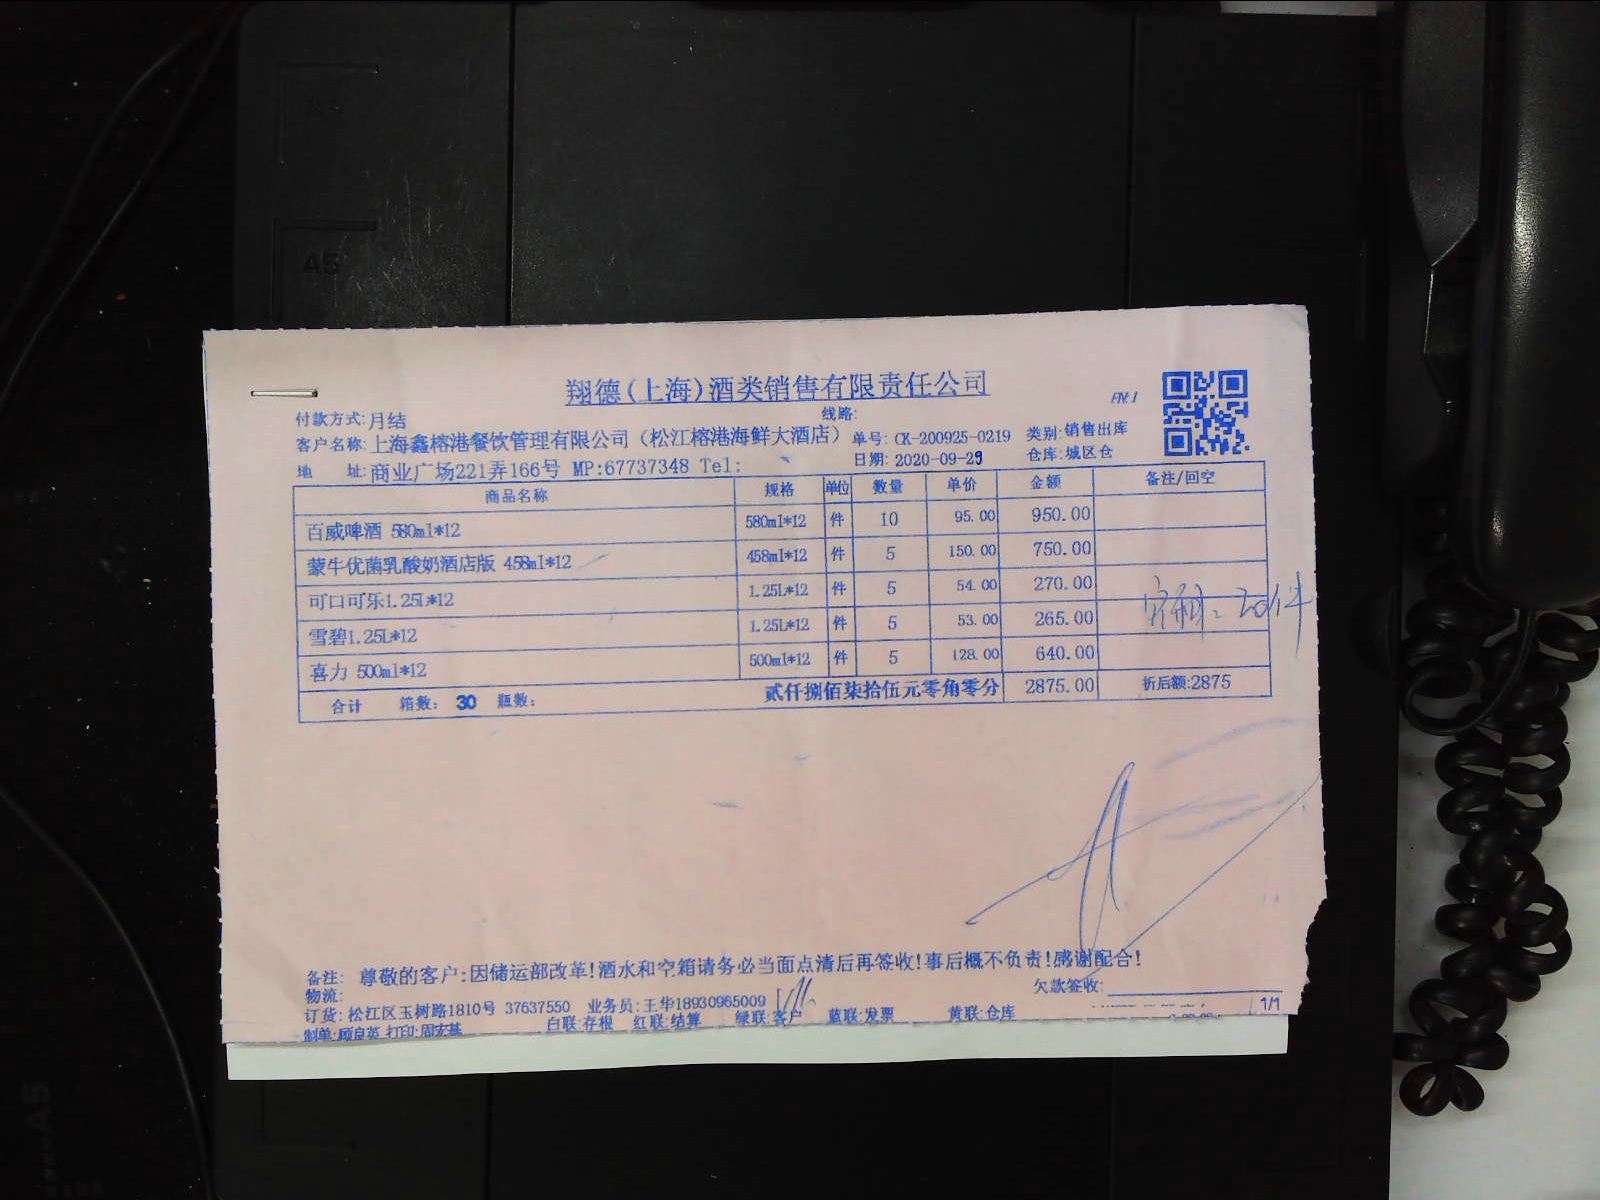 翔德(上海)酒类销售有限责任公司
付款方式:月结
线路:
客户名称:上海鑫榕港餐饮管理有限公司（松江榕港海鲜大酒店）
单号: CK-200925-0219
类别:销售出库
地 址:商业广场221弄166号 MP:67737348 Tel:
日期: 2020-09-29
仓库:城区仓
商品名称 规格 单位 数量 单价 金额 备注/回空
百威啤酒 580ml*12 580ml*12 件 10 95.00 950.00
蒙牛优菌乳酸奶酒店版 458ml*12 458ml*12 件 5 150.00 750.00
可口可乐1.25L*12 1.25L*12 件 5 54.00 270.00
雪碧1.25L*12 1.25L*12 件 5 53.00 265.00
喜力 500ml*12 500ml*12 件 5 128.00 640.00
合计 箱数: 30 瓶数: 贰仟捌佰柒拾伍元零角零分 2875.00 折后额:2875
备注: 尊敬的客户:因储运部改革!酒水和空箱请务必当面点清后再签收!事后概不负责!感谢配合!
物流:
欠款签收:
订货: 松江区玉树路1810号 37637550 业务员:王华18930965009
制单:顾良英 打印:周宏基 白联:存根 红联:结算 绿联:客户 蓝联:发票 黄联:仓库
1/1
A5